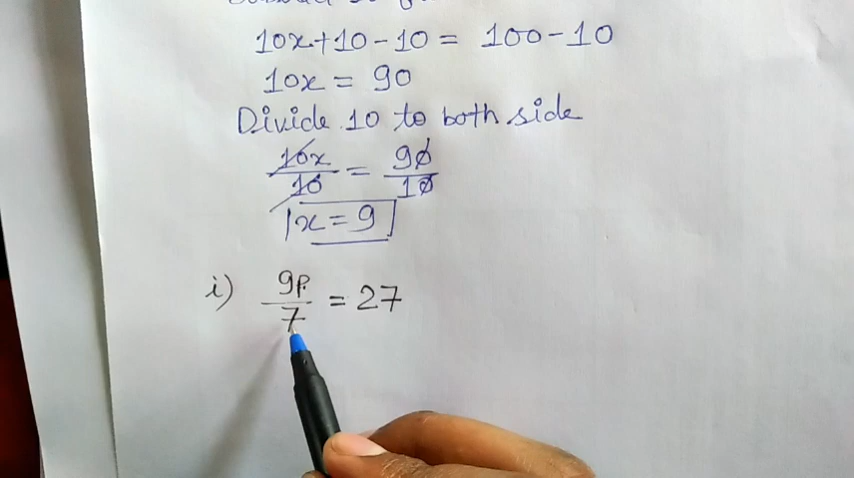 10x+10-10 = 100-10
10x = 90
Divide 10 to both side
10x/10 = 90/10
x = 9
i) 9p/7 = 27